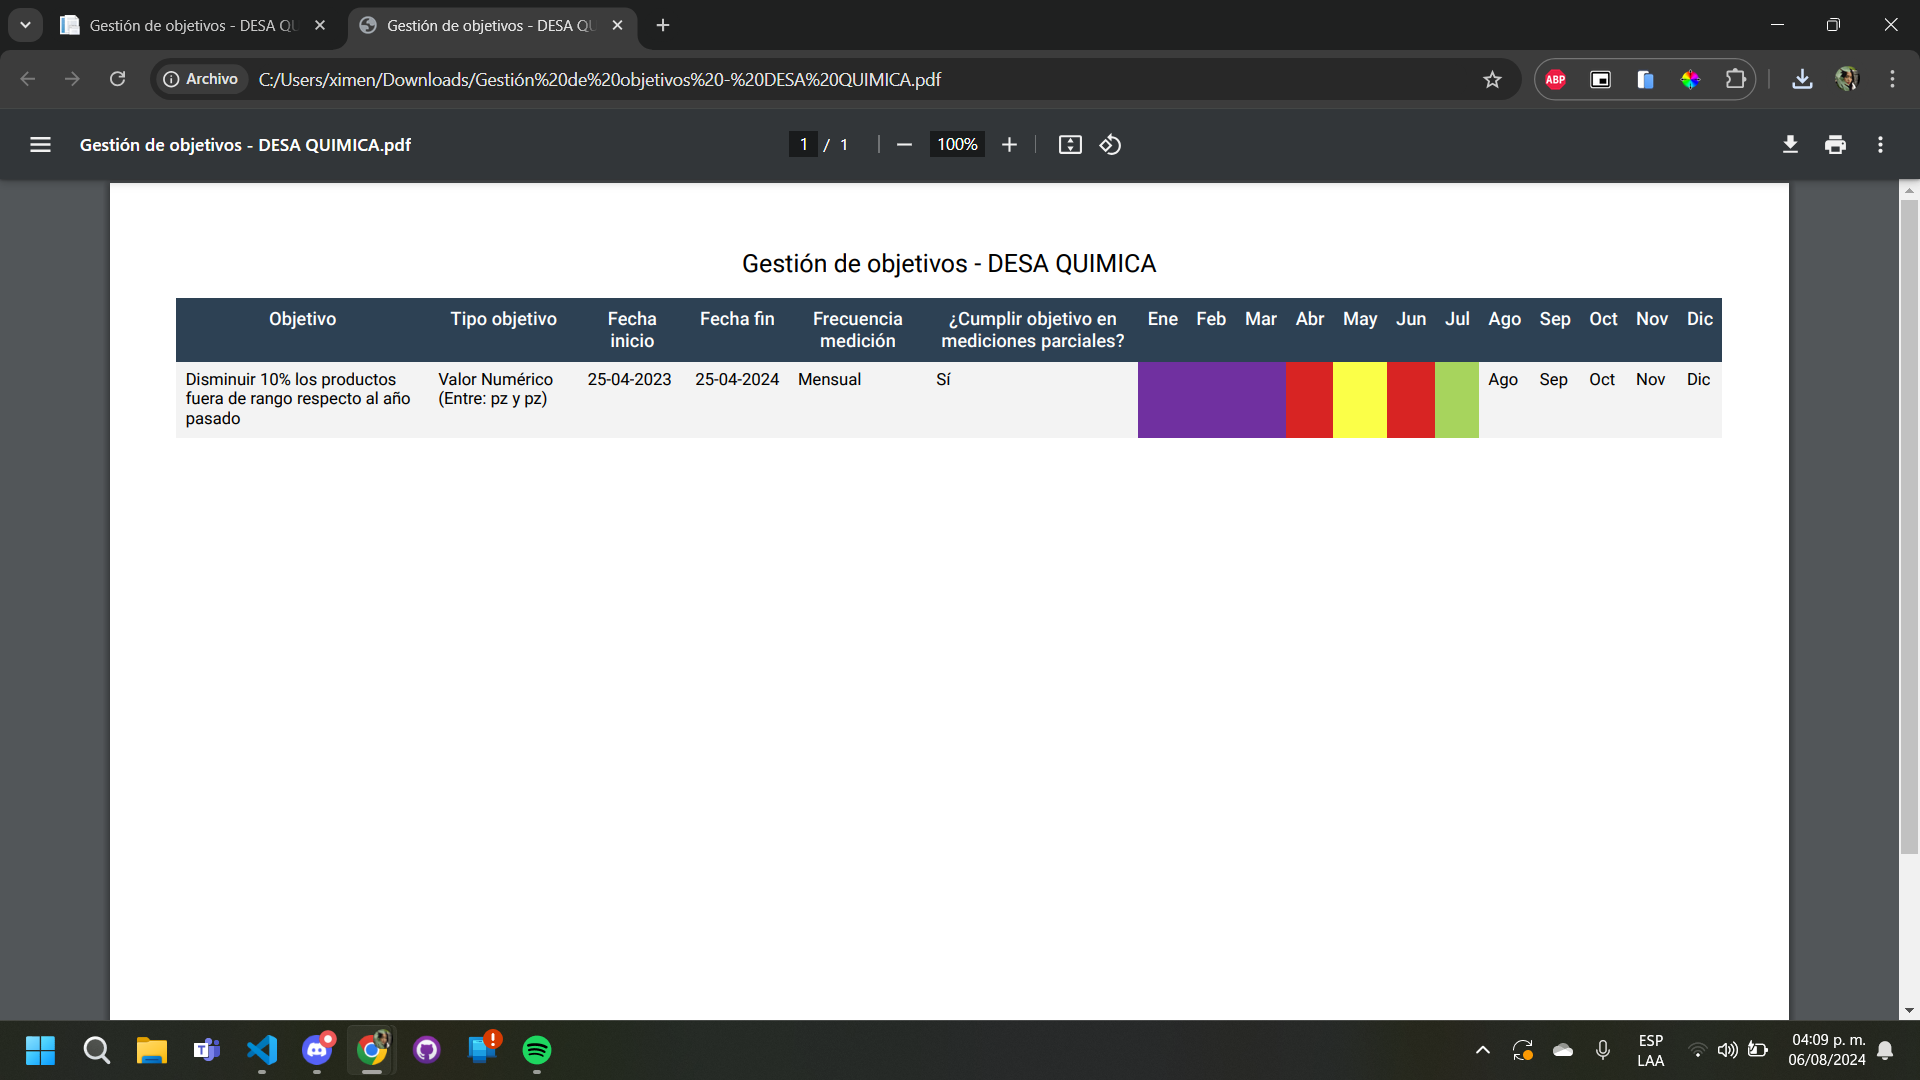 Gestión de objetivos - DESA QU
Gestión de objetivos - DESA QU
Archivo
C:/Users/ximen/Downloads/Gestión%20de%20objetivos%20-%20DESA%20QUIMICA.pdf
ABP
Gestión de objetivos - DESA QUIMICA.pdf
1 / 1
100%
Gestión de objetivos - DESA QUIMICA
Objetivo Tipo objetivo Fecha inicio Fecha fin Frecuencia medición ¿Cumplir objetivo en mediciones parciales? Ene Feb Mar Abr May Jun Jul Ago Sep Oct Nov Dic
Disminuir 10% los productos
fuera de rango respecto al año
pasado
Valor Numérico
(Entre: pz y pz)
25-04-2023 25-04-2024 Mensual Sí Ago Sep Oct Nov Dic
ESP
LAA
04:09 p. m.
06/08/2024